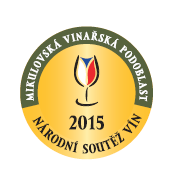 MIKULOVSKÁ VINAŘSKÁ PODOBLAST
2015
NÁRODNÍ SOUTĚŽ VÍN